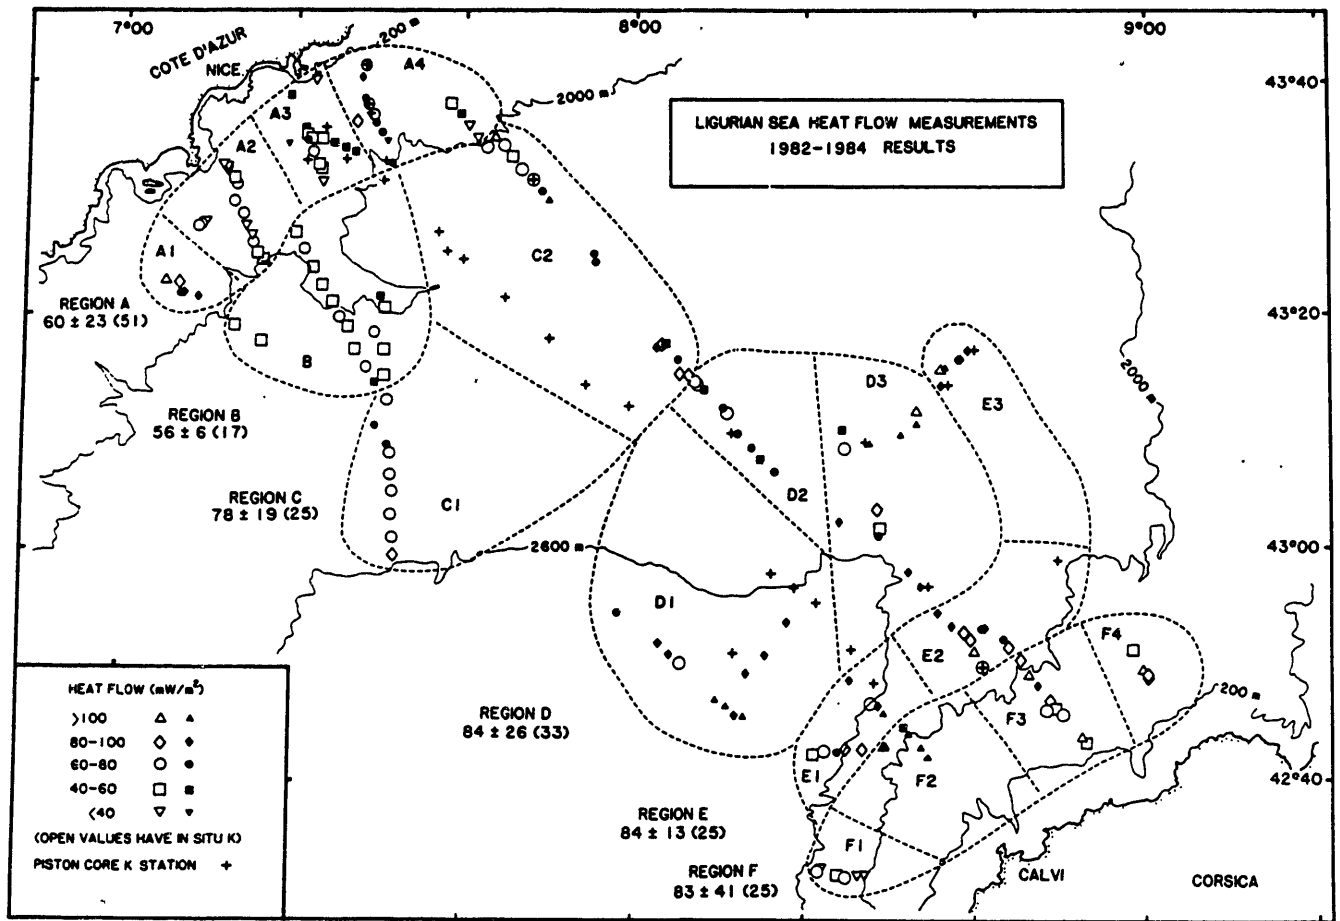 7°00
8°00
9°00
COTE D'AZUR
NICE
200 m
A4
43°40
2000 m
A3
LIGURIAN SEA HEAT FLOW MEASUREMENTS
1982-1984 RESULTS
A2
A1
C2
REGION A
60 ± 23 (51)
43°20
B
D3
E3
2000 m
REGION B
56 ± 6 (17)
REGION C
78 ± 19 (25)
C1
D2
2600 m
43°00
D1
E2
F4
200 m
REGION D
84 ± 26 (33)
F3
E1
F2
42°40
REGION E
84 ± 13 (25)
F1
REGION F
83 ± 41 (25)
CALVI
CORSICA
HEAT FLOW (mW/m²)
>100
80-100
60-80
40-60
<40
(OPEN VALUES HAVE IN SITU K)
PISTON CORE K STATION +